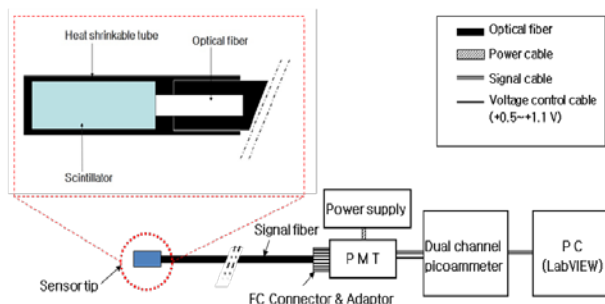 Heat shrinkable tube
Optical fiber
Scintillator
Optical fiber
Power cable
Signal cable
Voltage control cable
(+0.5~+1.1 V)
Power supply
Signal fiber
PMT
Dual channel
picoammeter
PC
(LabVIEW)
Sensor tip
FC Connector & Adaptor